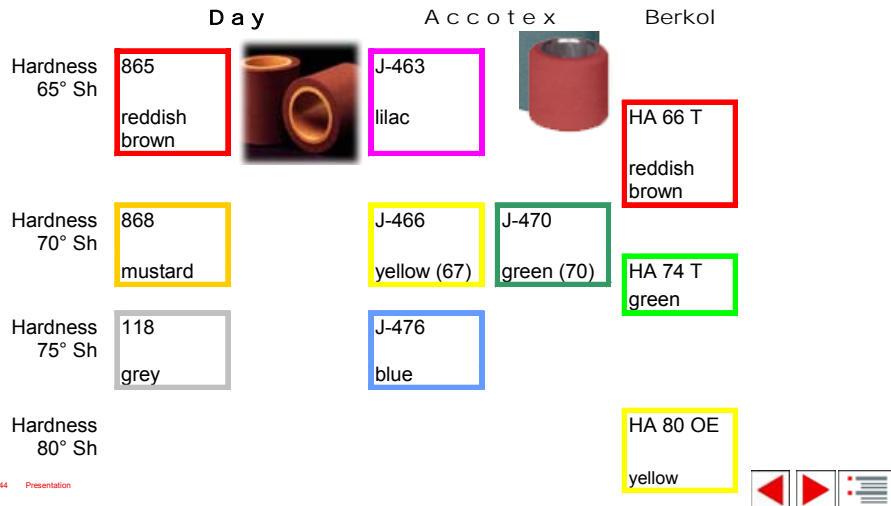 Day Accotex Berkol
Hardness
65° Sh
865
reddish
brown
J-463
lilac
HA 66 T
reddish
brown
Hardness
70° Sh
868
mustard
J-466
yellow (67)
J-470
green (70)
HA 74 T
green
Hardness
75° Sh
118
grey
J-476
blue
Hardness
80° Sh
HA 80 OE
yellow
44 Presentation